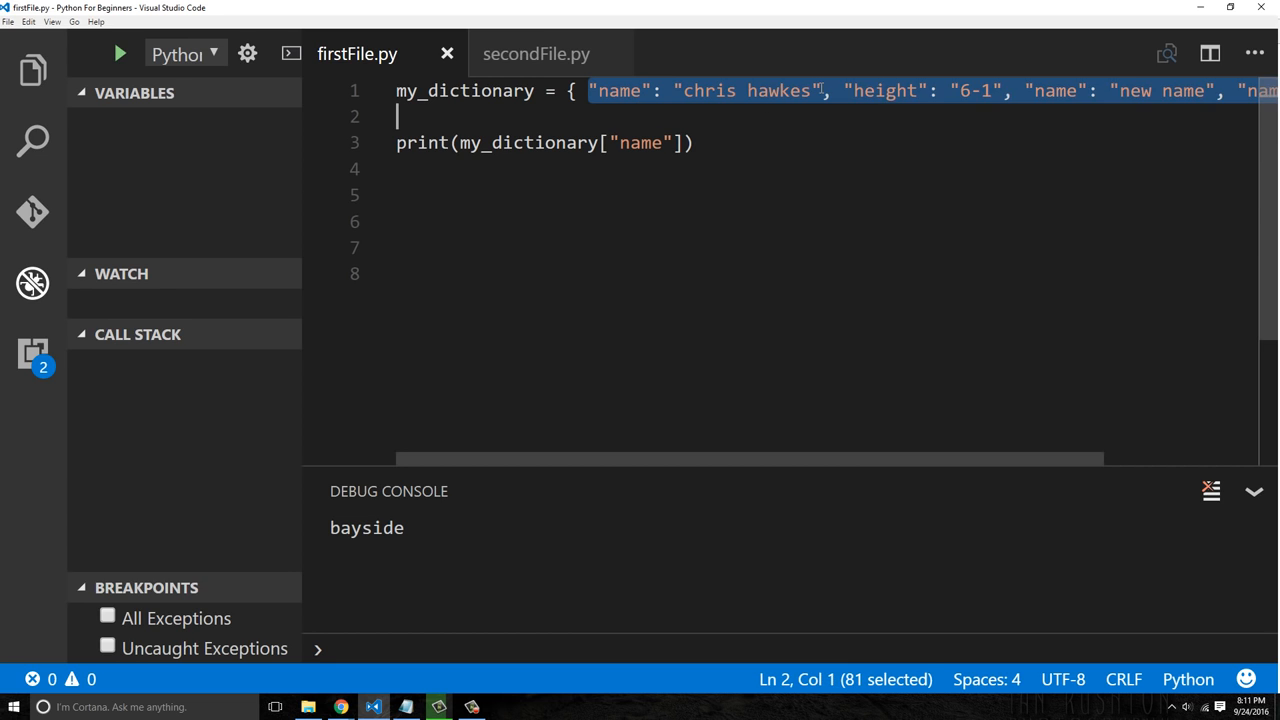 firstFile.py - Python For Beginners - Visual Studio Code
File Edit View Go Help
Python
firstFile.py
secondFile.py
VARIABLES
WATCH
CALL STACK
2
BREAKPOINTS
All Exceptions
Uncaught Exceptions
1 my_dictionary = { "name": "chris hawkes", "height": "6-1", "name": "new name", "nam
2
3 print(my_dictionary["name"])
4
5
6
7
8
DEBUG CONSOLE
bayside
0 0
Ln 2, Col 1 (81 selected) Spaces: 4 UTF-8 CRLF Python
I'm Cortana. Ask me anything.
8:11 PM
9/24/2016